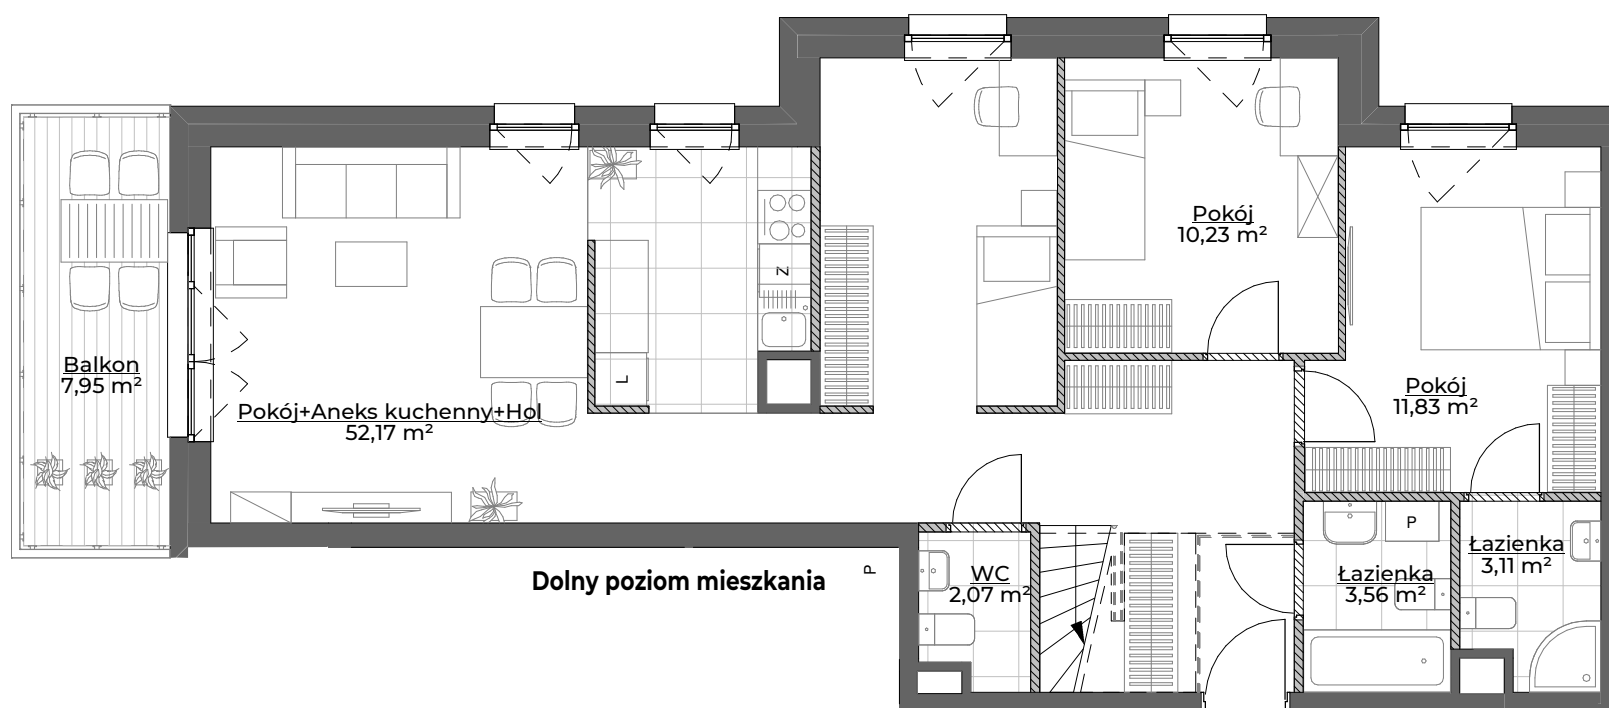 Pokój
10,23 m²
Z
L
Balkon
7,95 m²
Pokój+Aneks kuchenny+Hol
52,17 m²
Pokój
11,83 m²
P
Łazienka
3,11 m²
Łazienka
3,56 m²
WC
2,07 m²
P
Dolny poziom mieszkania